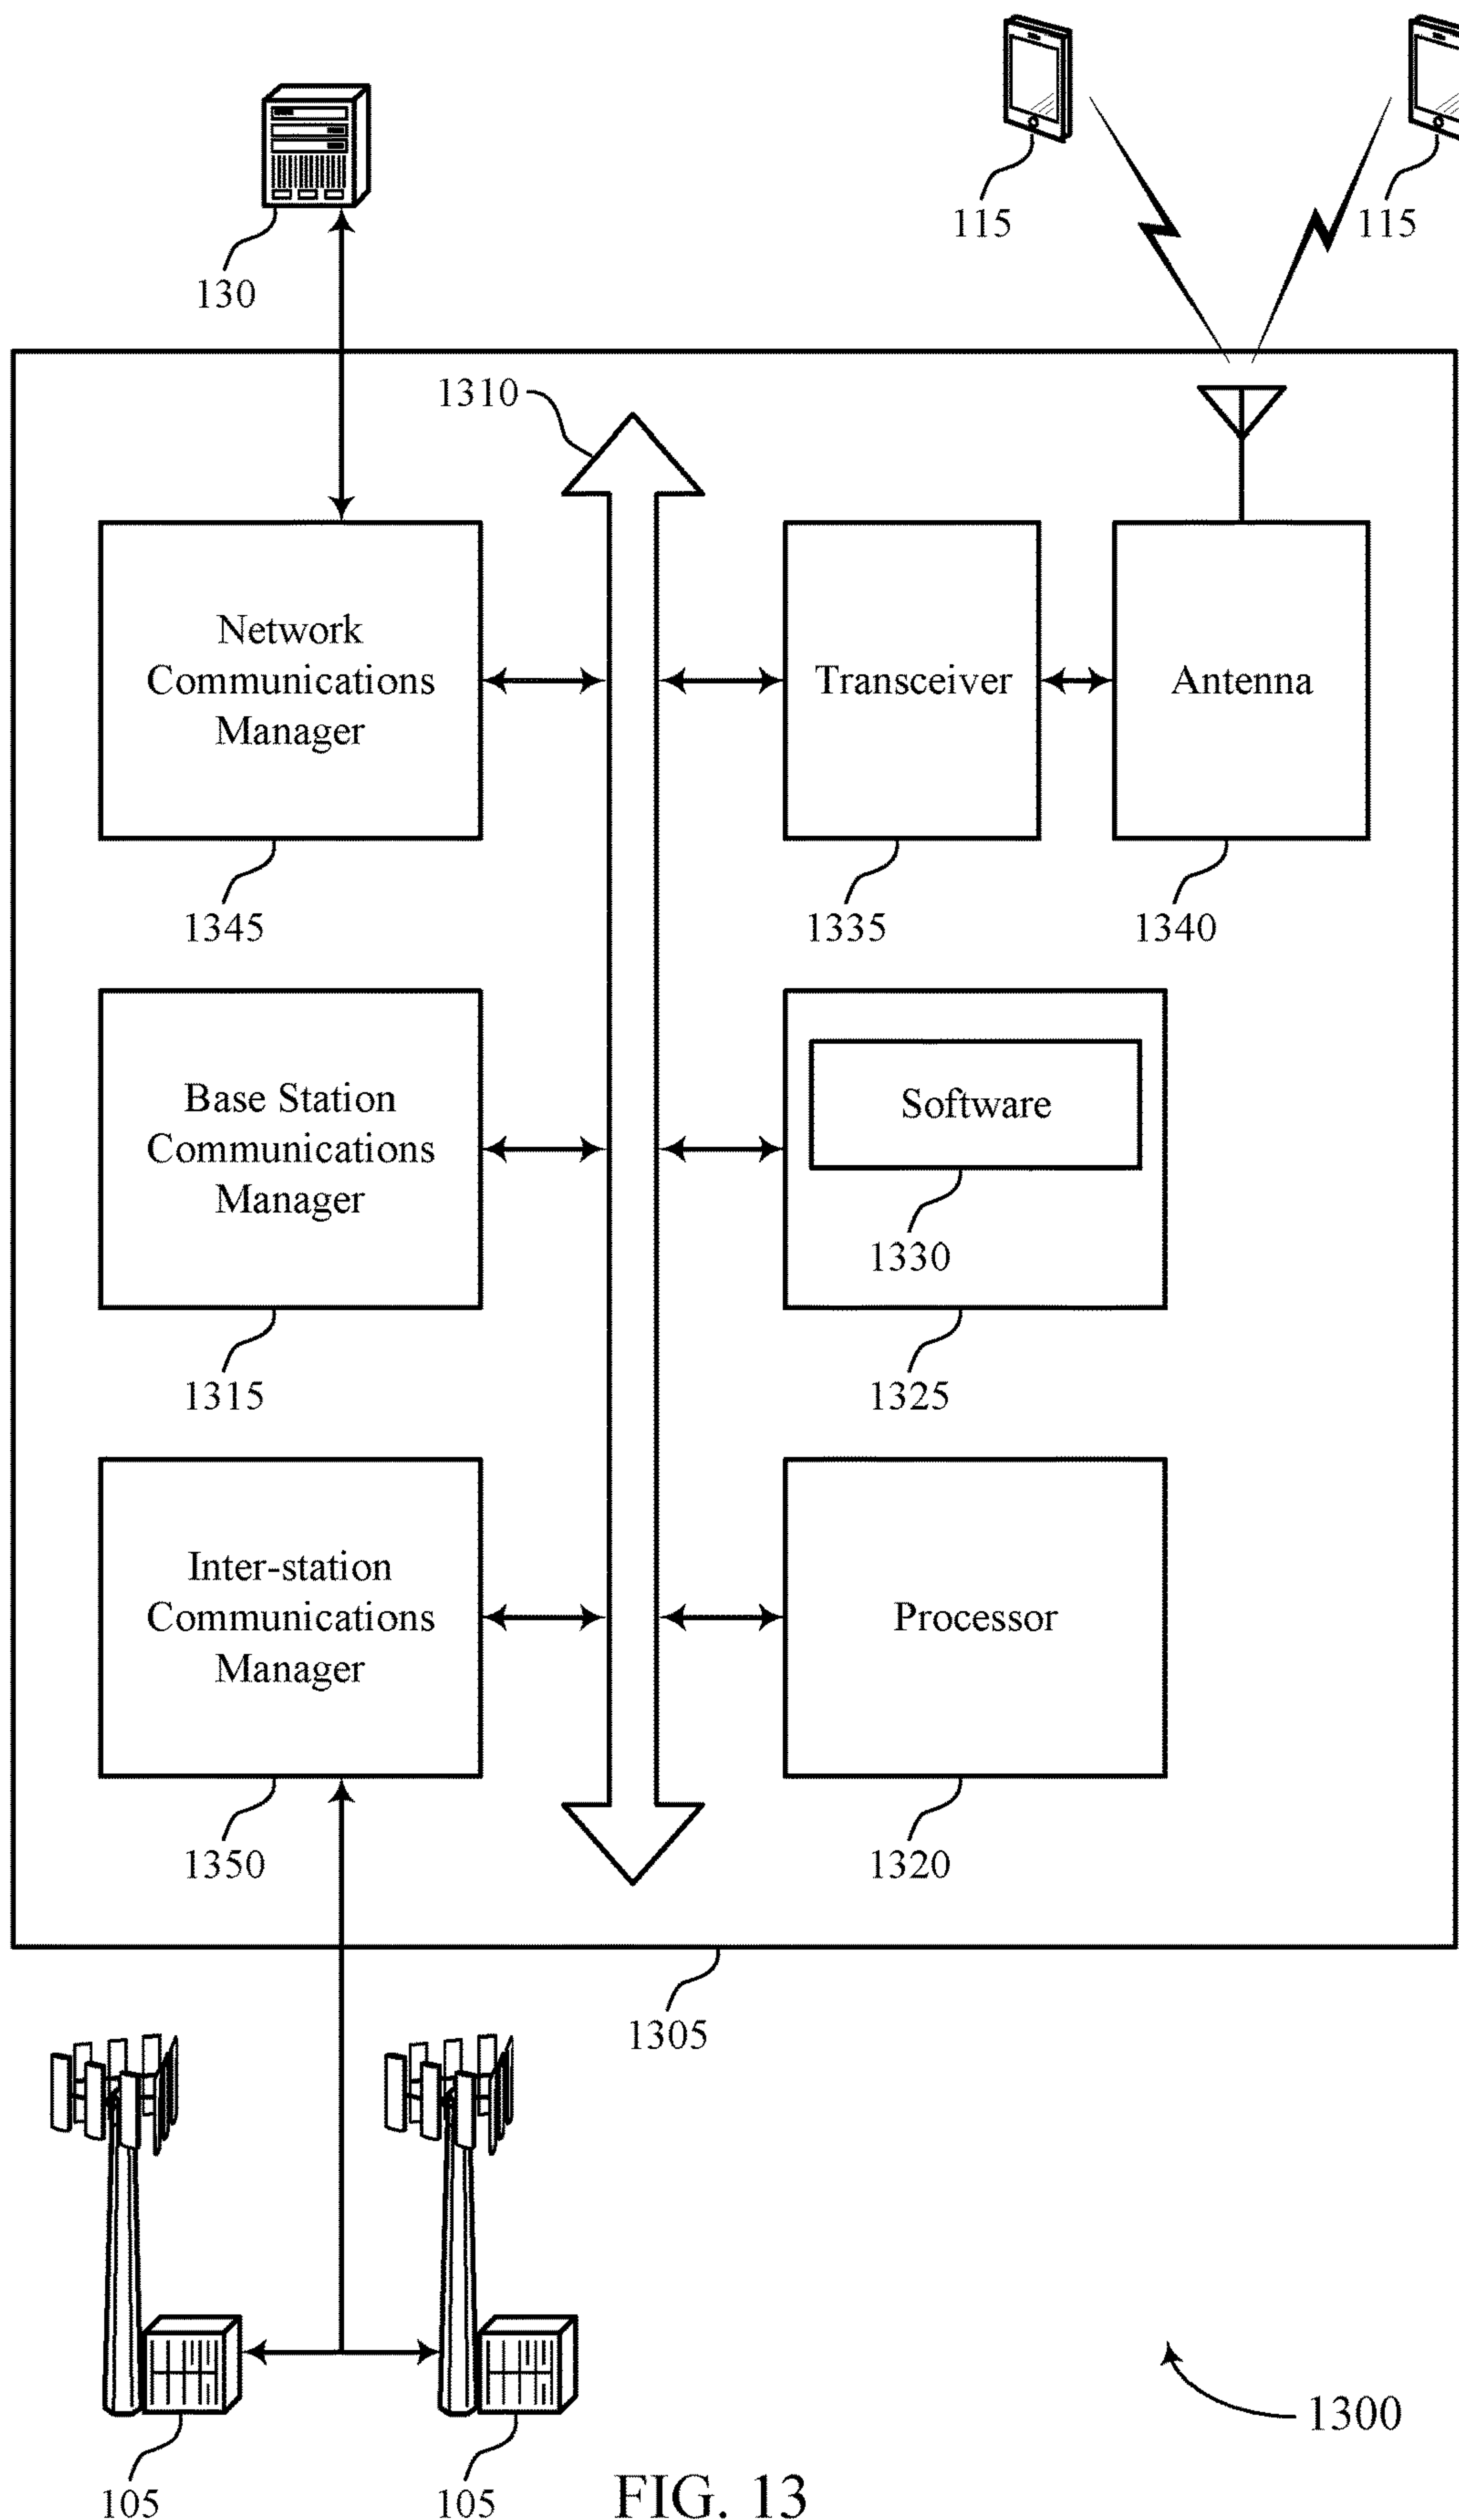 115
115
130
1310
Network
Communications
Manager
Transceiver
Antenna
1345
1335
1340
Base Station
Communications
Manager
Software
1330
1315
1325
Inter-station
Communications
Manager
Processor
1350
1320
1305
1300
105
105
FIG. 13